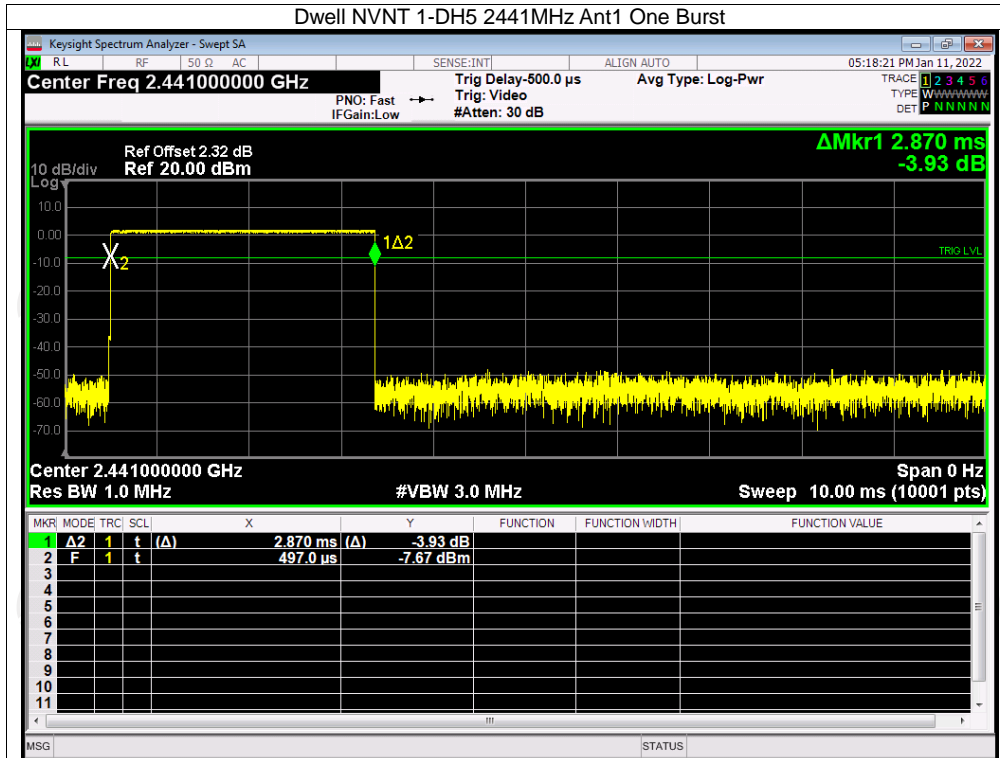 Dwell NVNT 1-DH5 2441MHz Ant1 One Burst
Keysight Spectrum Analyzer - Swept SA
LXI RL RF 50 Ω AC SENSE:INT ALIGN AUTO 05:18:21 PM Jan 11, 2022
Center Freq 2.441000000 GHz
PNO: Fast
IFGain:Low
Trig Delay-500.0 µs
Trig: Video
#Atten: 30 dB
Avg Type: Log-Pwr
TRACE 1 2 3 4 5 6
TYPE WWWWWWW
DET P N N N N N
ΔMkr1 2.870 ms
-3.93 dB
Ref Offset 2.32 dB
10 dB/div Ref 20.00 dBm
Log
10.0
0.00
-10.0
-20.0
-30.0
-40.0
-50.0
-60.0
-70.0
2
1Δ2
TRIG LVL
Center 2.441000000 GHz Span 0 Hz
Res BW 1.0 MHz #VBW 3.0 MHz Sweep 10.00 ms (10001 pts)
MKR MODE TRC SCL X Y FUNCTION FUNCTION WIDTH FUNCTION VALUE
1 Δ2 1 t (Δ) 2.870 ms (Δ) -3.93 dB
2 F 1 t 497.0 µs -7.67 dBm
3
4
5
6
7
8
9
10
11
MSG STATUS